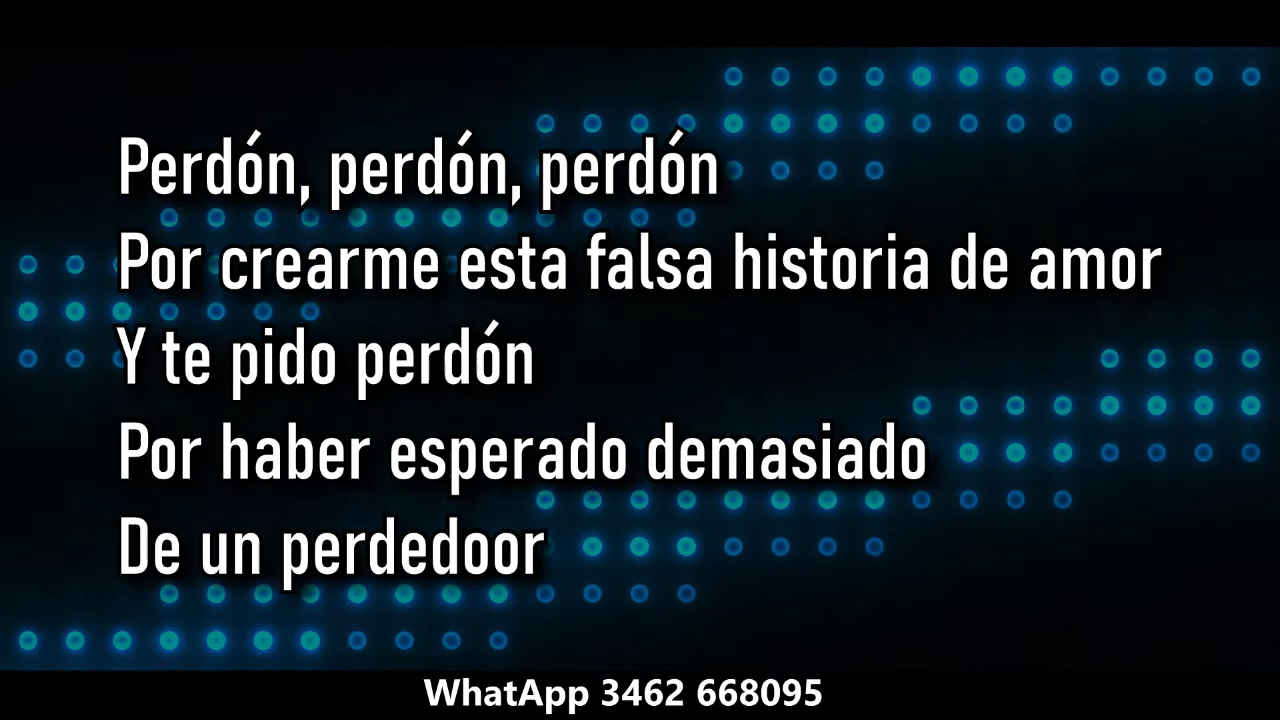 Perdón, perdón, perdón
Por crearme esta falsa historia de amor
Y te pido perdón
Por haber esperado demasiado
De un perdedoor
WhatApp 3462 668095